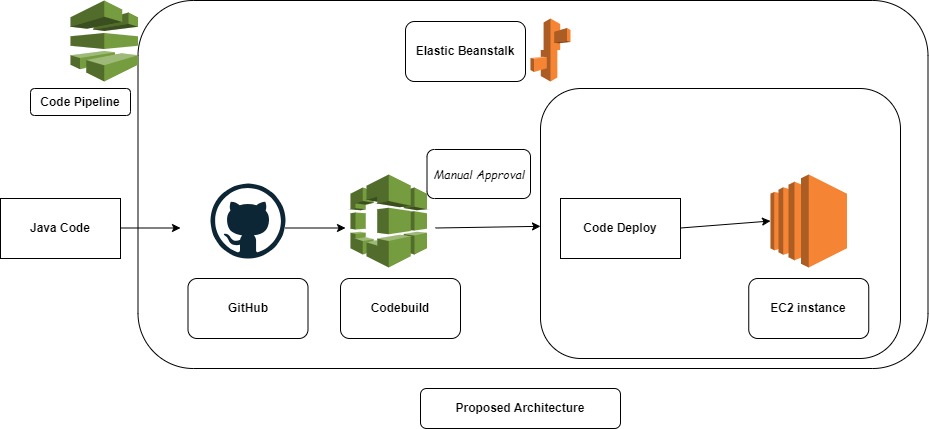 Elastic Beanstalk
Code Pipeline
Manual Approval
Java Code
Code Deploy
GitHub
Codebuild
EC2 instance
Proposed Architecture